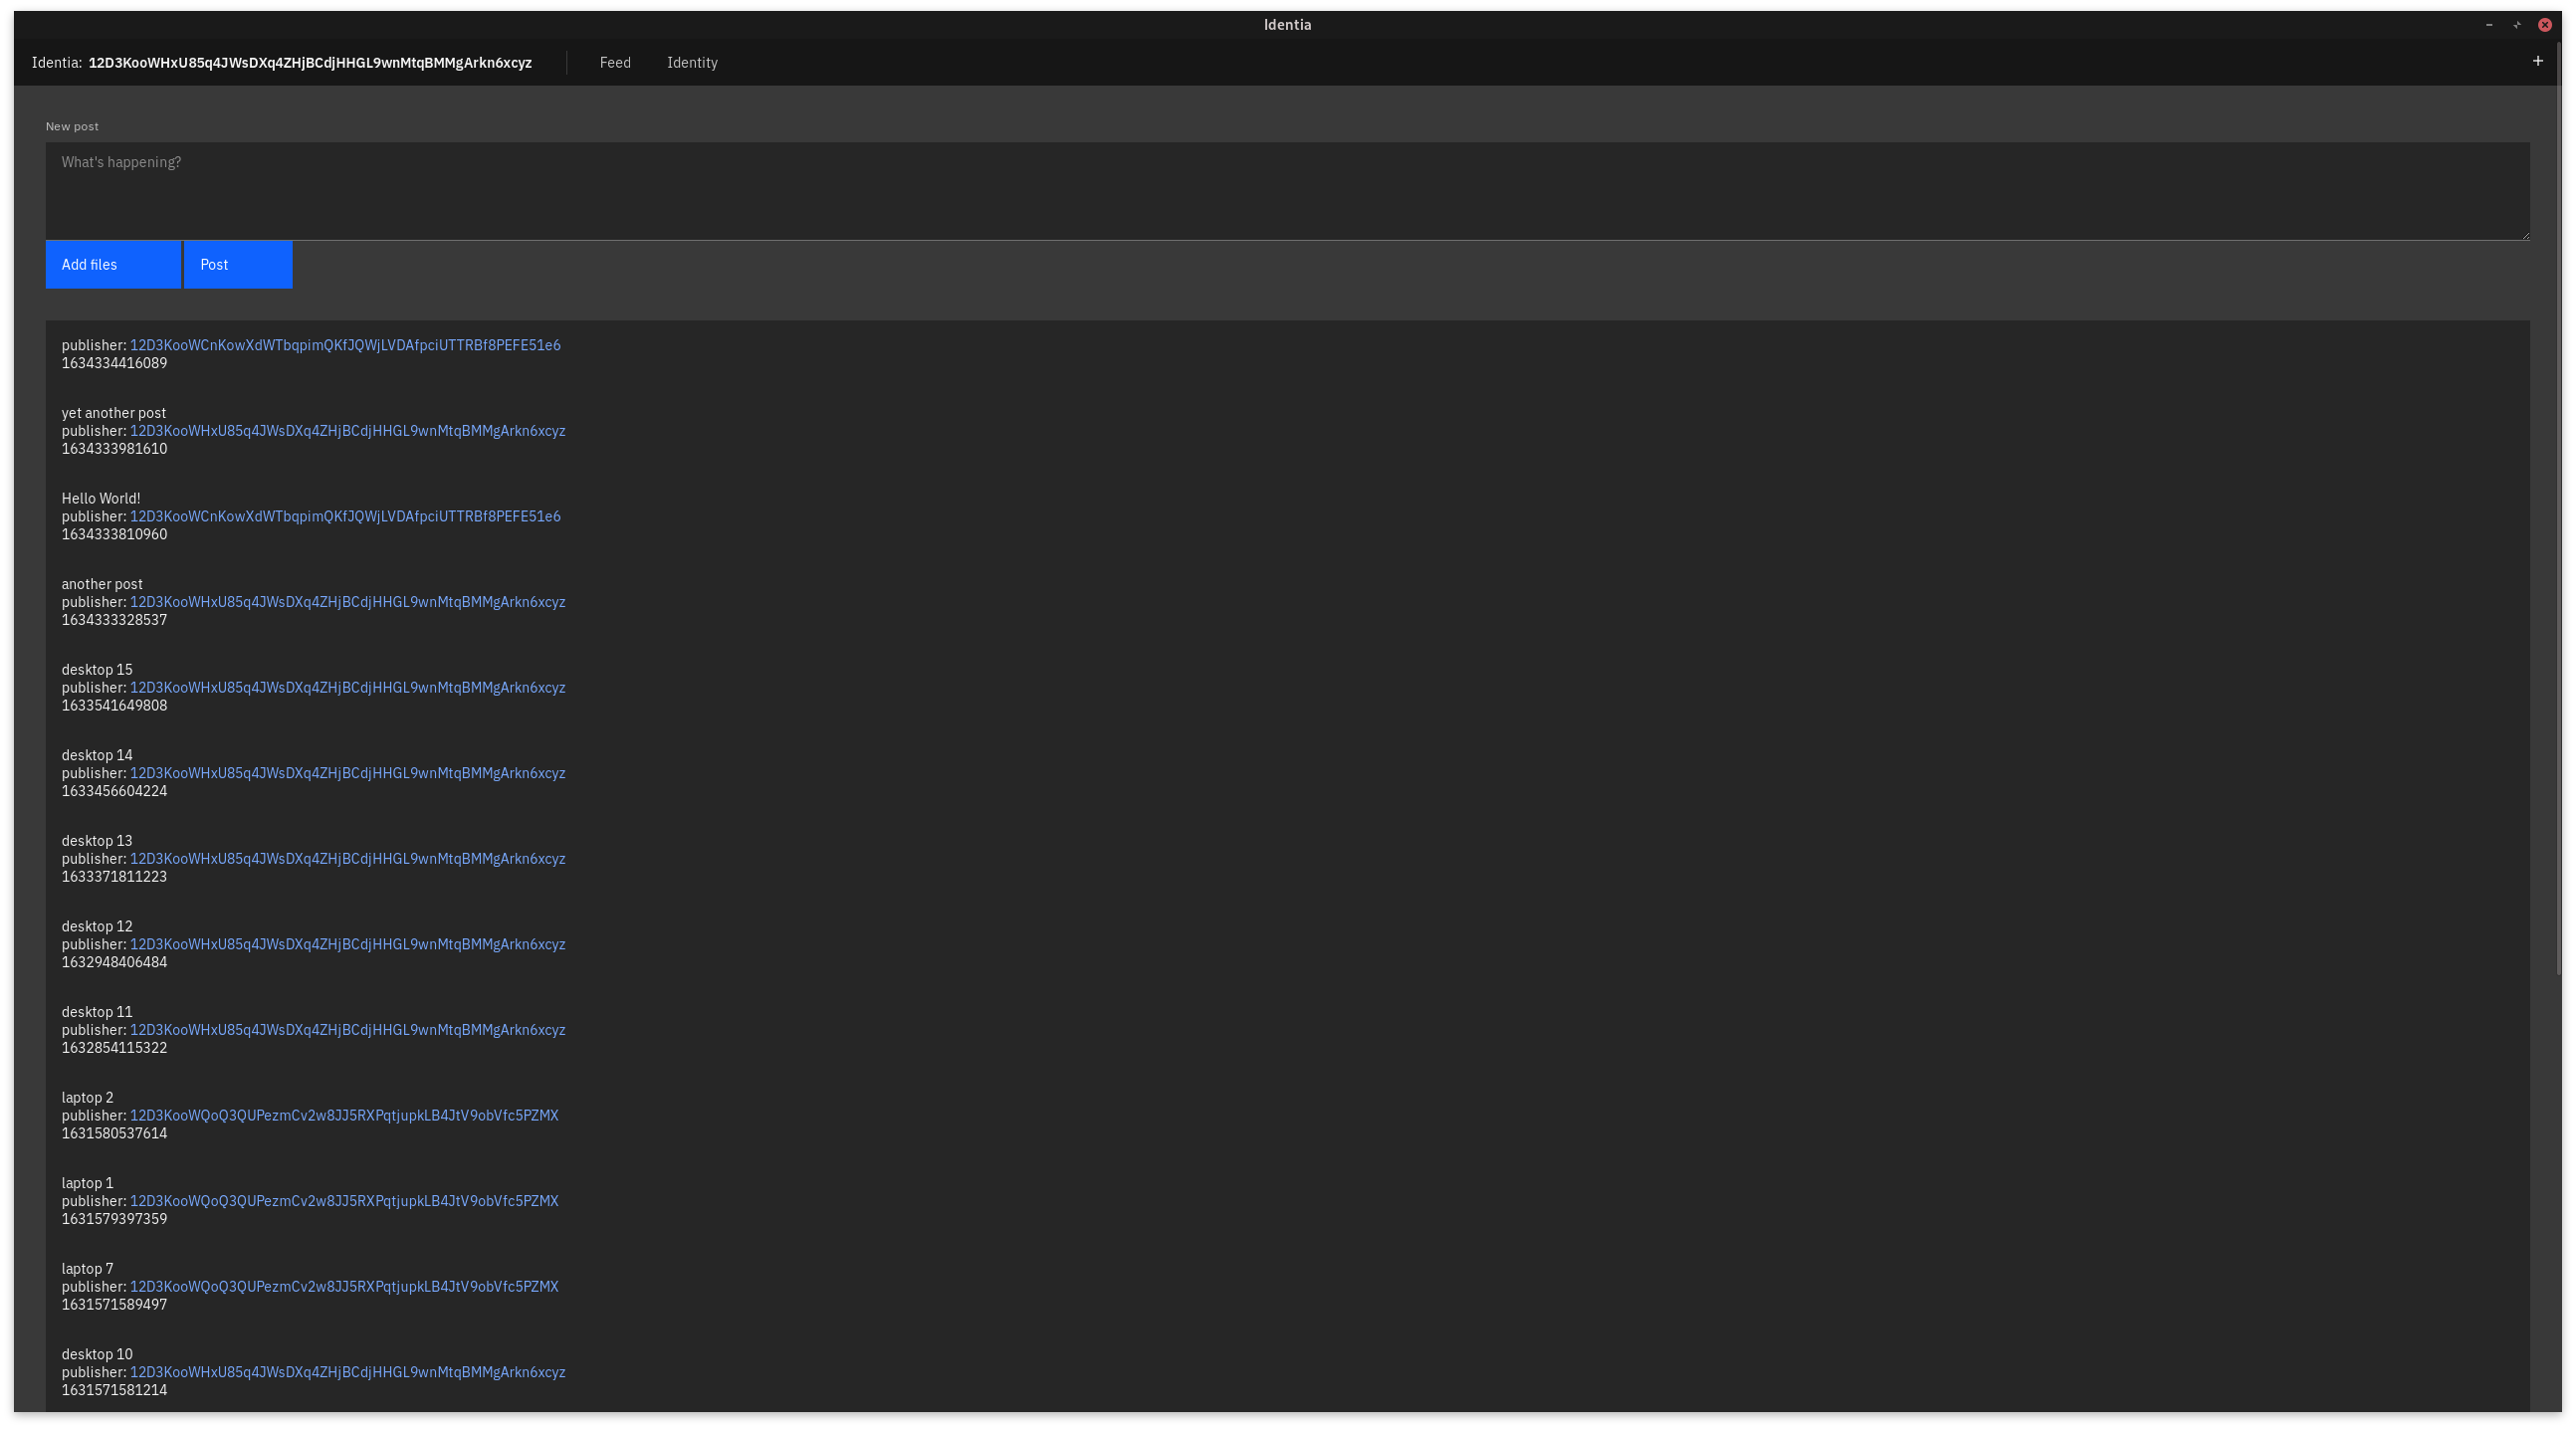 Identia
Identia: 12D3KooWHxU85q4JWsDXq4ZHjBCdjHHGL9wnMtqBMMgArkn6xcyz
Feed
Identity
New post
What's happening?
Add files
Post
publisher: 12D3KooWCnKowXdWTbqpimQKfJQWjLVDAfpciUTTRBf8PEFE51e6
1634334416089
yet another post
publisher: 12D3KooWHxU85q4JWsDXq4ZHjBCdjHHGL9wnMtqBMMgArkn6xcyz
1634333981610
Hello World!
publisher: 12D3KooWCnKowXdWTbqpimQKfJQWjLVDAfpciUTTRBf8PEFE51e6
1634333810960
another post
publisher: 12D3KooWHxU85q4JWsDXq4ZHjBCdjHHGL9wnMtqBMMgArkn6xcyz
1634333328537
desktop 15
publisher: 12D3KooWHxU85q4JWsDXq4ZHjBCdjHHGL9wnMtqBMMgArkn6xcyz
1633541649808
desktop 14
publisher: 12D3KooWHxU85q4JWsDXq4ZHjBCdjHHGL9wnMtqBMMgArkn6xcyz
1633456604224
desktop 13
publisher: 12D3KooWHxU85q4JWsDXq4ZHjBCdjHHGL9wnMtqBMMgArkn6xcyz
1633371811223
desktop 12
publisher: 12D3KooWHxU85q4JWsDXq4ZHjBCdjHHGL9wnMtqBMMgArkn6xcyz
1632948406484
desktop 11
publisher: 12D3KooWHxU85q4JWsDXq4ZHjBCdjHHGL9wnMtqBMMgArkn6xcyz
1632854115322
laptop 2
publisher: 12D3KooWQoQ3QUPezmCv2w8JJ5RXPqtjupkLB4JtV9obVfc5PZMX
1631580537614
laptop 1
publisher: 12D3KooWQoQ3QUPezmCv2w8JJ5RXPqtjupkLB4JtV9obVfc5PZMX
1631579397359
laptop 7
publisher: 12D3KooWQoQ3QUPezmCv2w8JJ5RXPqtjupkLB4JtV9obVfc5PZMX
1631571589497
desktop 10
publisher: 12D3KooWHxU85q4JWsDXq4ZHjBCdjHHGL9wnMtqBMMgArkn6xcyz
1631571581214